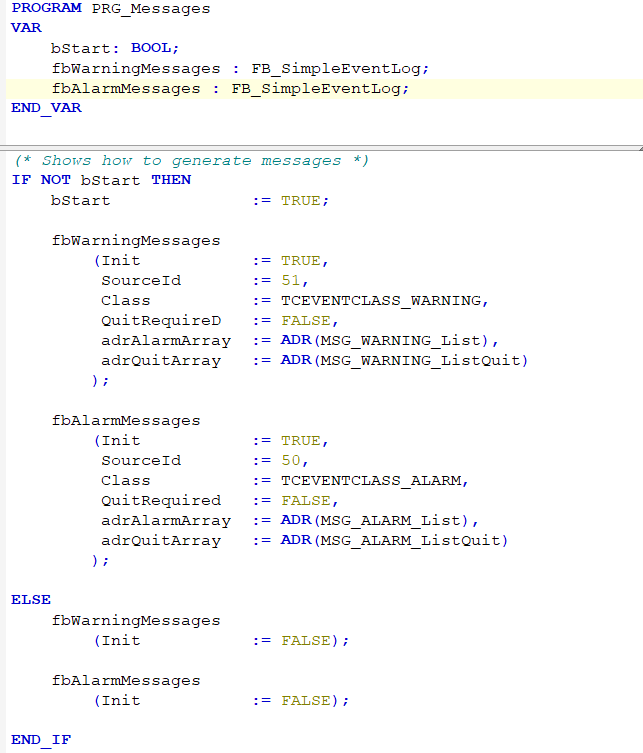 PROGRAM PRG_Messages
VAR
    bStart: BOOL;
    fbWarningMessages : FB_SimpleEventLog;
    fbAlarmMessages : FB_SimpleEventLog;
END_VAR
(* Shows how to generate messages *)
IF NOT bStart THEN
    bStart              := TRUE;
    fbWarningMessages
        (Init           := TRUE,
         SourceId       := 51,
         Class          := TCEVENTCLASS_WARNING,
         QuitRequireD   := FALSE,
         adrAlarmArray  := ADR(MSG_WARNING_List),
         adrQuitArray   := ADR(MSG_WARNING_ListQuit)
        );
    fbAlarmMessages
        (Init           := TRUE,
         SourceId       := 50,
         Class          := TCEVENTCLASS_ALARM,
         QuitRequired   := FALSE,
         adrAlarmArray  := ADR(MSG_ALARM_List),
         adrQuitArray   := ADR(MSG_ALARM_ListQuit)
        );
ELSE
    fbWarningMessages
        (Init           := FALSE);
    fbAlarmMessages
        (Init           := FALSE);
END_IF